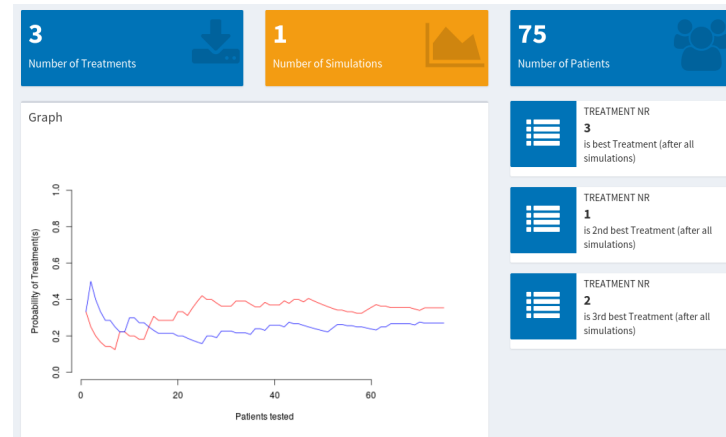 3
Number of Treatments
1
Number of Simulations
75
Number of Patients
Graph
TREATMENT NR
3
is best Treatment (after all
simulations)
TREATMENT NR
1
is 2nd best Treatment (after all
simulations)
TREATMENT NR
2
is 3rd best Treatment (after all
simulations)
Probability of Treatment(s)
1.0
0.8
0.6
0.4
0.2
0.0
0 20 40 60
Patients tested